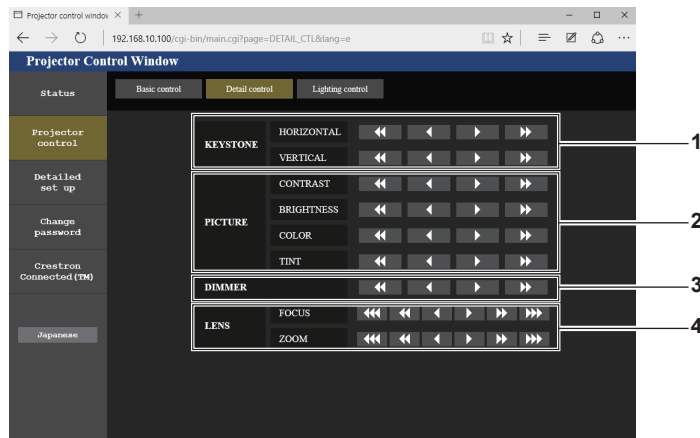 Projector control window
192.168.10.100/cgi-bin/main.cgi?page=DETAIL_CTL&lang=e
Projector Control Window
Status
Basic control
Detail control
Lighting control
Projector
control
Detailed
set up
Change
password
Crestron
Connected(TM)
Japanese
KEYSTONE
HORIZONTAL
VERTICAL
1
PICTURE
CONTRAST
BRIGHTNESS
COLOR
TINT
2
DIMMER
3
LENS
FOCUS
ZOOM
4